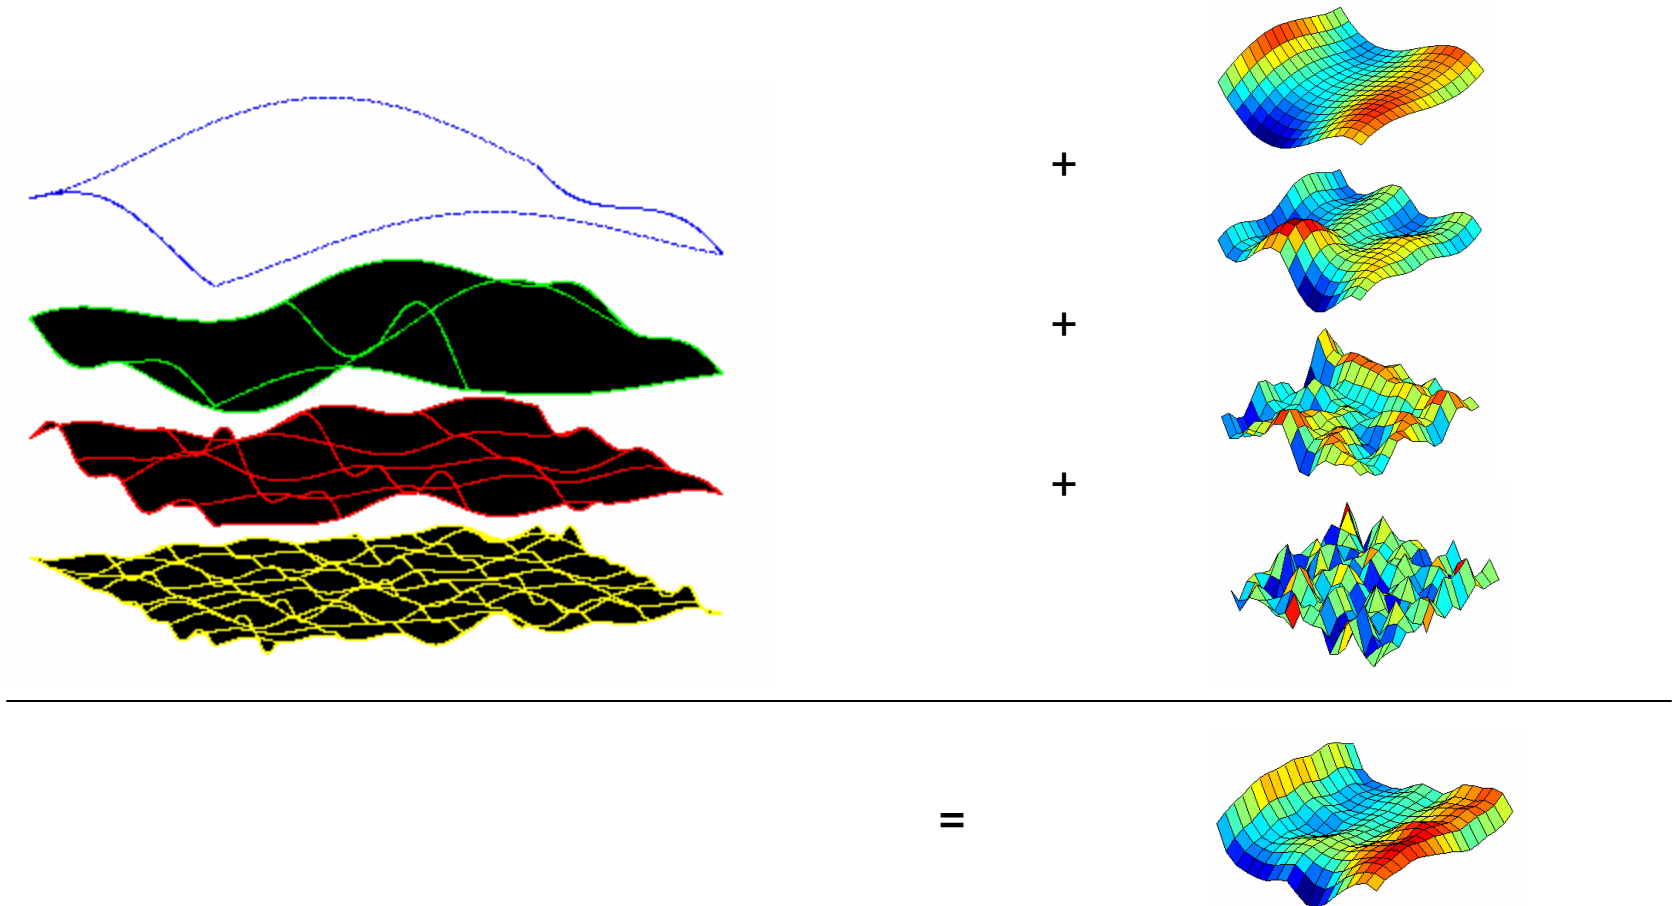 +
+
+
=